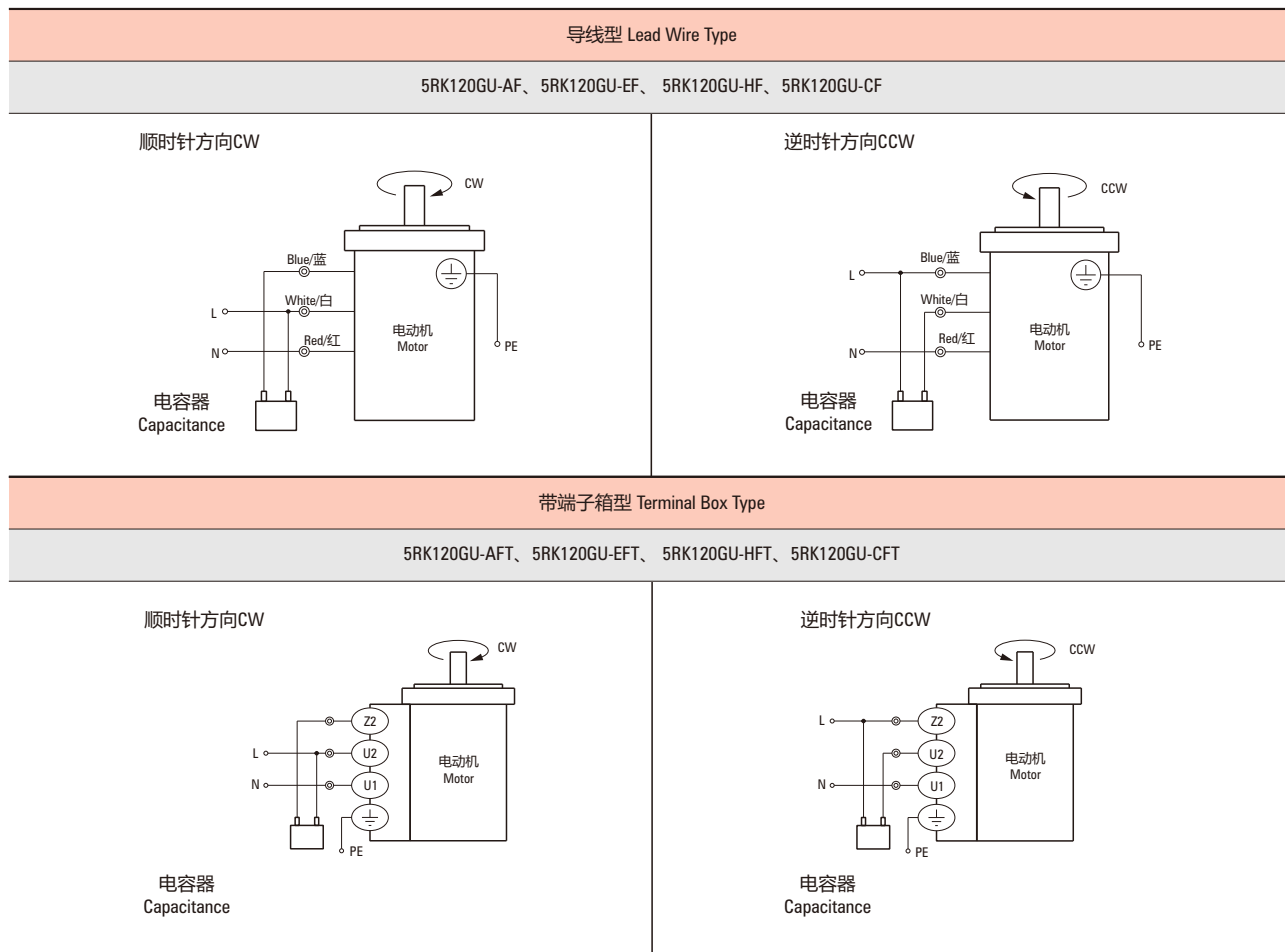 导线型 Lead Wire Type
5RK120GU-AF、5RK120GU-EF、 5RK120GU-HF、5RK120GU-CF
顺时针方向CW
CW
Blue/蓝
White/白
L
Red/红
N
电动机
Motor
PE
电容器
Capacitance
逆时针方向CCW
CCW
Blue/蓝
L
White/白
Red/红
N
电动机
Motor
PE
电容器
Capacitance
带端子箱型 Terminal Box Type
5RK120GU-AFT、5RK120GU-EFT、 5RK120GU-HFT、5RK120GU-CFT
顺时针方向CW
CW
Z2
L
U2
N
U1
电动机
Motor
PE
电容器
Capacitance
逆时针方向CCW
CCW
L
Z2
U2
N
U1
电动机
Motor
PE
电容器
Capacitance